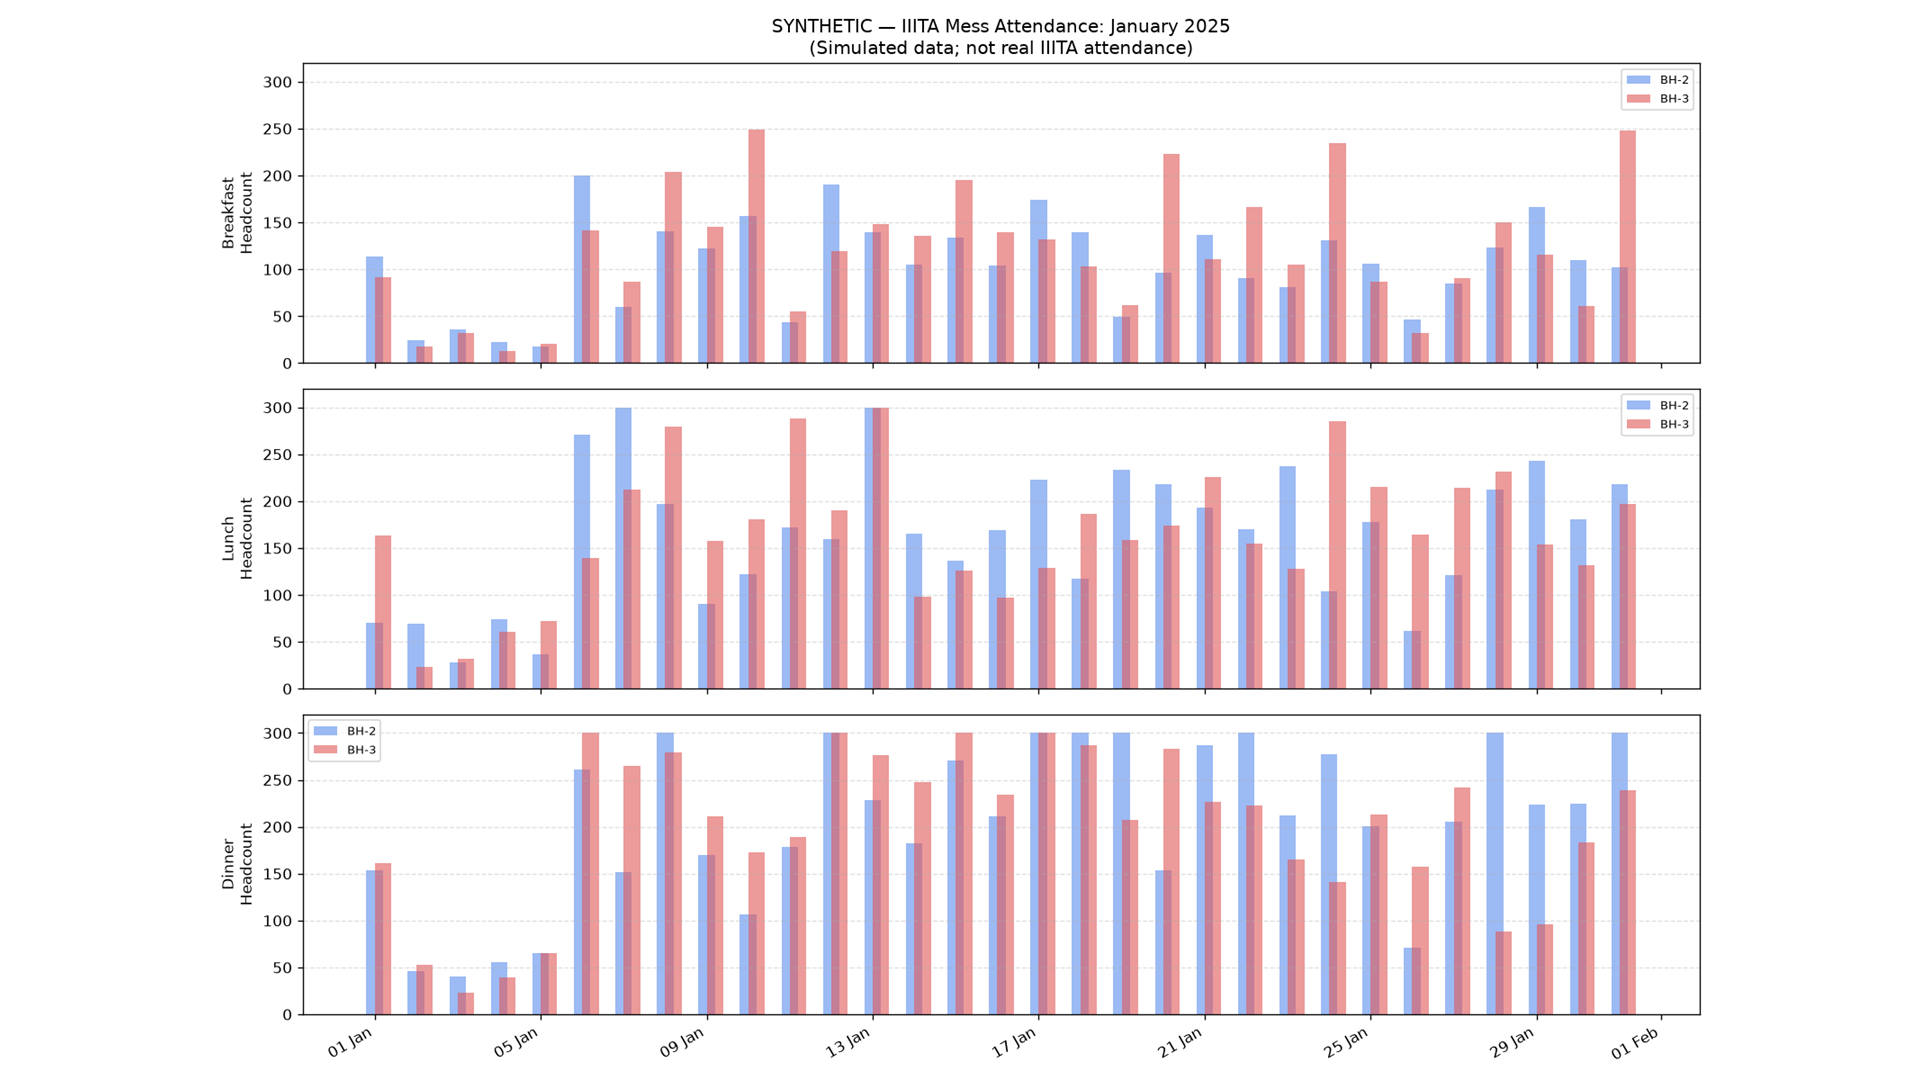 SYNTHETIC — IIITA Mess Attendance: January 2025
(Simulated data; not real IIITA attendance)
Breakfast
Headcount
300
250
200
150
100
50
0
BH-2
BH-3
Lunch
Headcount
300
250
200
150
100
50
0
BH-2
BH-3
Dinner
Headcount
300
250
200
150
100
50
0
BH-2
BH-3
01 Jan
05 Jan
09 Jan
13 Jan
17 Jan
21 Jan
25 Jan
29 Jan
01 Feb